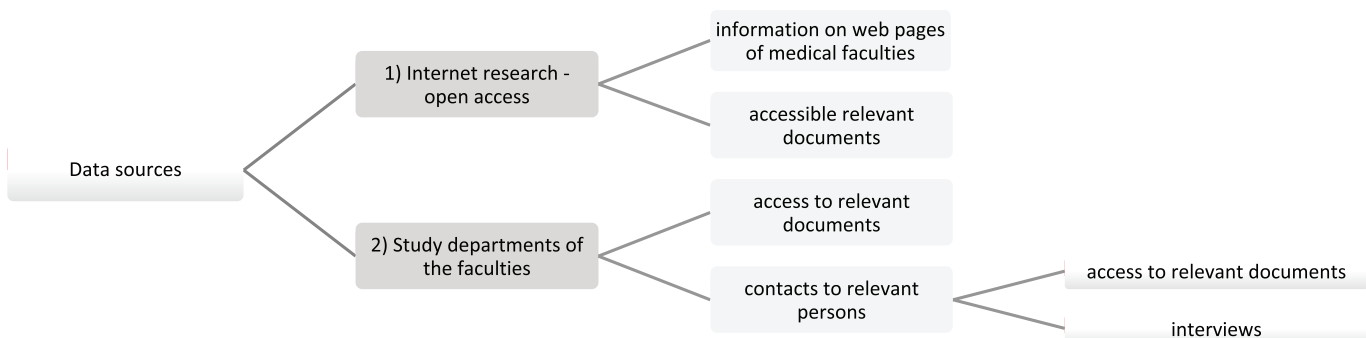 Data sources
1) Internet research -
open access
information on web pages
of medical faculties
accessible relevant
documents
2) Study departments of
the faculties
access to relevant
documents
contacts to relevant
persons
access to relevant documents
interviews